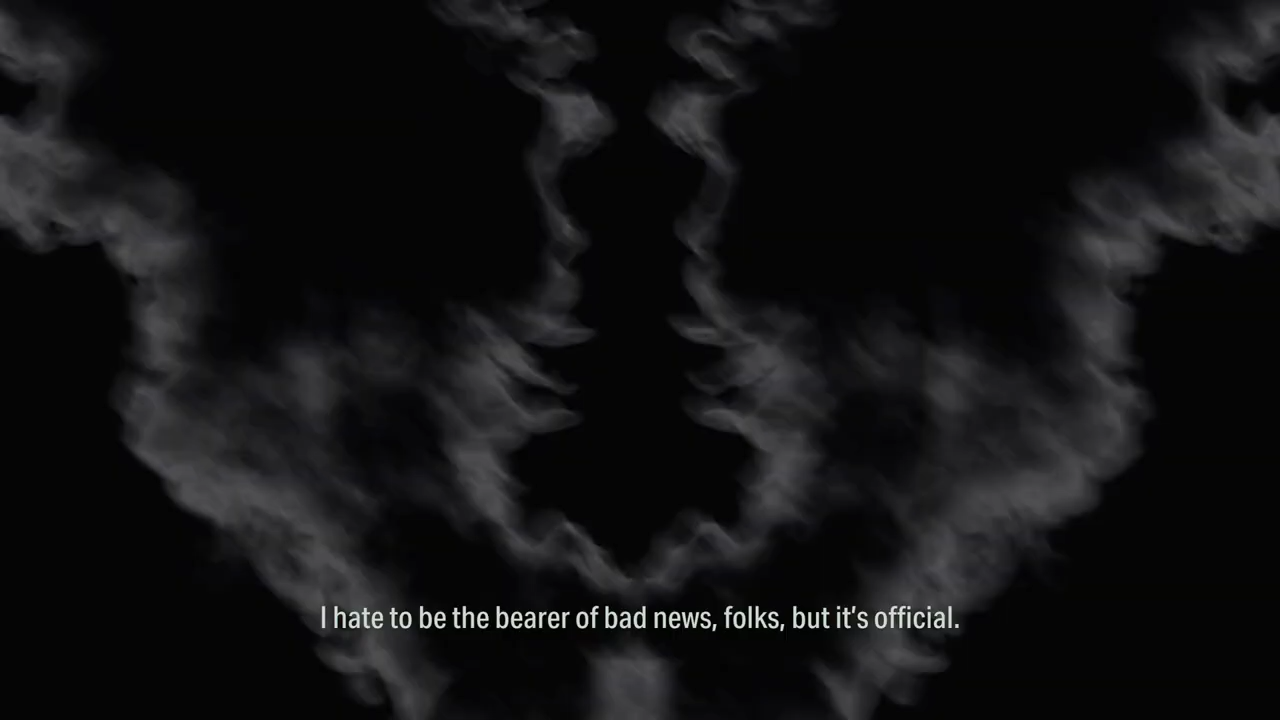 I hate to be the bearer of bad news, folks, but it’s official.